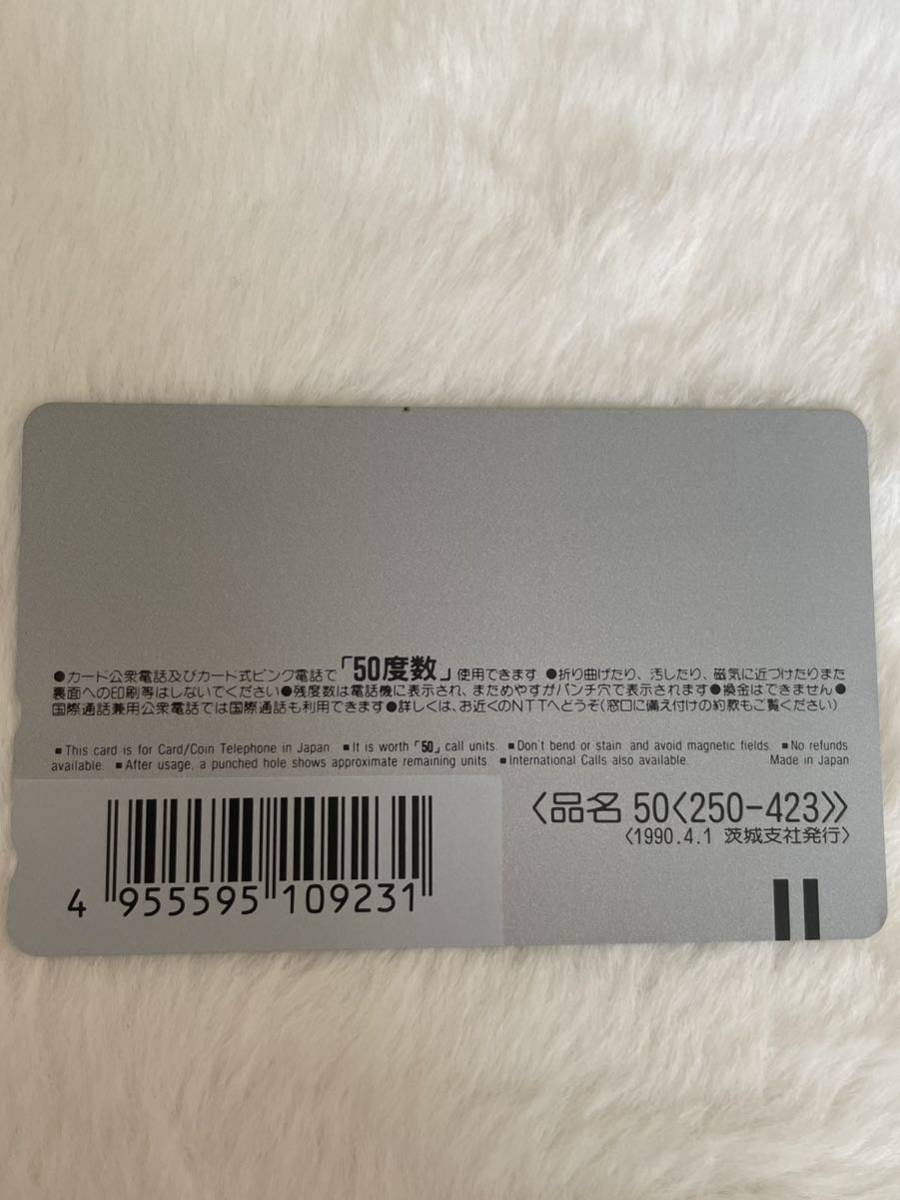 ●カード公衆電話及びカード式ピンク電話で「50度数」使用できます ●折り曲げたり、汚したり、磁気に近づけたりまた
裏面への印刷等はしないでください●残度数は電話機に表示され、まためやすがパンチ穴で表示されます●換金はできません●
国際通話兼用公衆電話では国際通話も利用できます●詳しくは、お近くのNTTへどうぞ(窓口に備え付けの約款もご覧ください)
■This card is for Card/Coin Telephone in Japan. ■It is worth「50」call units. ■Don't bend or stain and avoid magnetic fields. ■No refunds
available. ■After usage, a punched hole shows approximate remaining units. ■International Calls also available. Made in Japan
〈品名 50〈250-423〉〉
〈1990.4.1 茨城支社発行〉
4 955595 109231